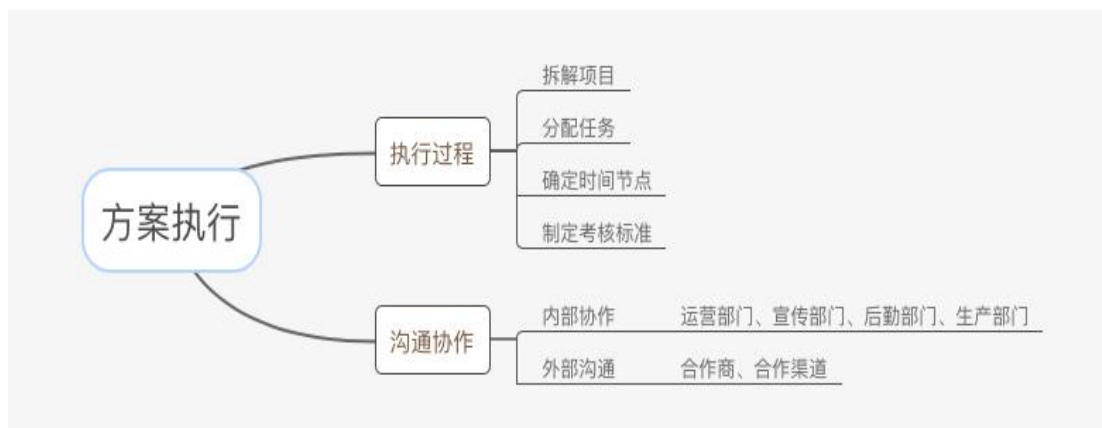 方案执行
执行过程
拆解项目
分配任务
确定时间节点
制定考核标准
沟通协作
内部协作 运营部门、宣传部门、后勤部门、生产部门
外部沟通 合作商、合作渠道